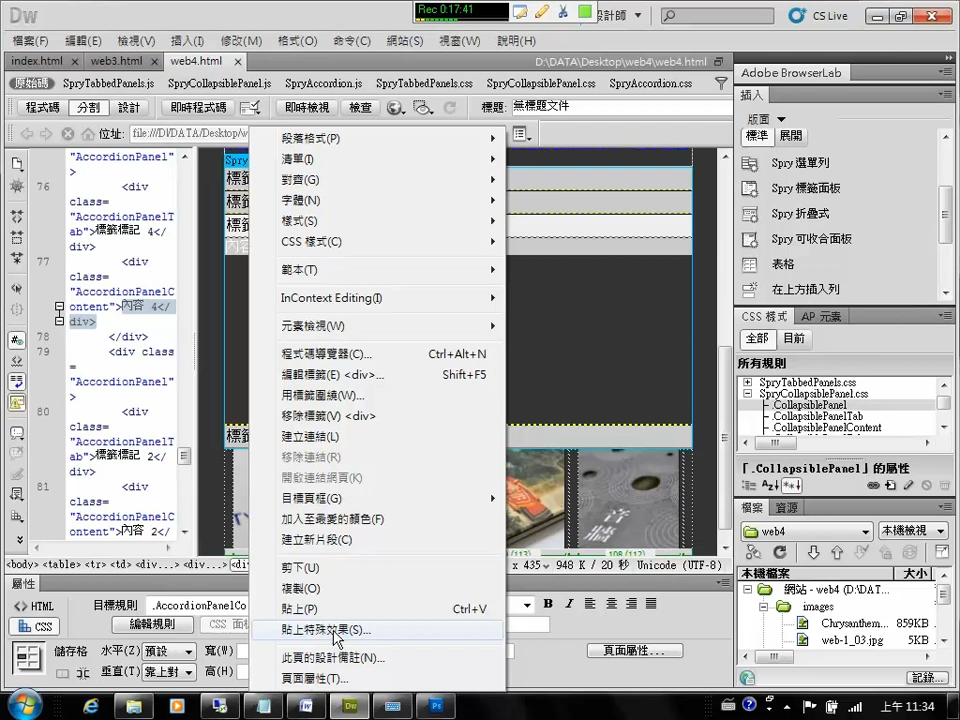 Dw
Rec 0:17:41
設計師
CS Live
檔案(F) 編輯(E) 檢視(V) 插入(I) 修改(M) 格式(O) 命令(C) 網站(S) 視窗(W) 說明(H)
index.html × web3.html × web4.html ×
D:\DATA\Desktop\web4\web4.html
原始碼 SpryTabbedPanels.js SpryCollapsiblePanel.js SpryAccordion.js SpryTabbedPanels.css SpryCollapsiblePanel.css SpryAccordion.css
程式碼 分割 設計 即時程式碼 即時檢視 檢查 標題: 無標題文件
位址: file:///D|/DATA/Desktop/w
"AccordionPanel"
>
76 <div
class=
"AccordionPanelT
ab">標籤標記 4</
div>
77 <div
class=
"AccordionPanelC
ontent">內容 4</
div>
78 </div>
79 <div class
=
"AccordionPanel"
>
80 <div
class=
"AccordionPanelT
ab">標籤標記 2</
div>
81 <div
class=
"AccordionPanelC
ontent">內容 2</
Spry
標籤
標籤
標籤
內容
標籤
段落格式(P)
清單(I)
對齊(G)
字體(N)
樣式(S)
CSS 樣式(C)
範本(T)
InContext Editing(I)
元素檢視(W)
程式碼導覽器(C)... Ctrl+Alt+N
編輯標籤(E) <div>... Shift+F5
用標籤圍繞(W)...
移除標籤(V) <div>
建立連結(L)
移除連結(R)
開啟連結網頁(K)
目標頁框(G)
加入至最愛的顏色(F)
建立新片段(C)
剪下(U)
複製(O)
貼上(P) Ctrl+V
貼上特殊效果(S)...
此頁的設計備註(N)...
頁面屬性(T)...
(113) 108 (112)
<body> <table> <tr> <td> <div... <div... <di
x 435 948 K / 20 秒 Unicode (UTF-8)
屬性
HTML
CSS
目標規則 .AccordionPanelCo
編輯規則 CSS 面板
B I
儲存格 水平(Z) 預設 寬(W)
垂直(T) 靠上對 高(H)
頁面屬性...
Adobe BrowserLab
插入
版面
標準 展開
Spry 選單列
Spry 標籤面板
Spry 折疊式
Spry 可收合面板
表格
在上方插入列
CSS 樣式 AP 元素
全部 目前
所有規則
SpryTabbedPanels.css
SpryCollapsiblePanel.css
.CollapsiblePanel
.CollapsiblePanelTab
.CollapsiblePanelContent
「.CollapsiblePanel」的屬性
檔案 資源
web4 本機檢視
本機檔案 大小
網站 - web4 (D:\DA
images
Chrysanthem... 859KB
web-1_03.jpg 5KB
記錄...
上午 11:34